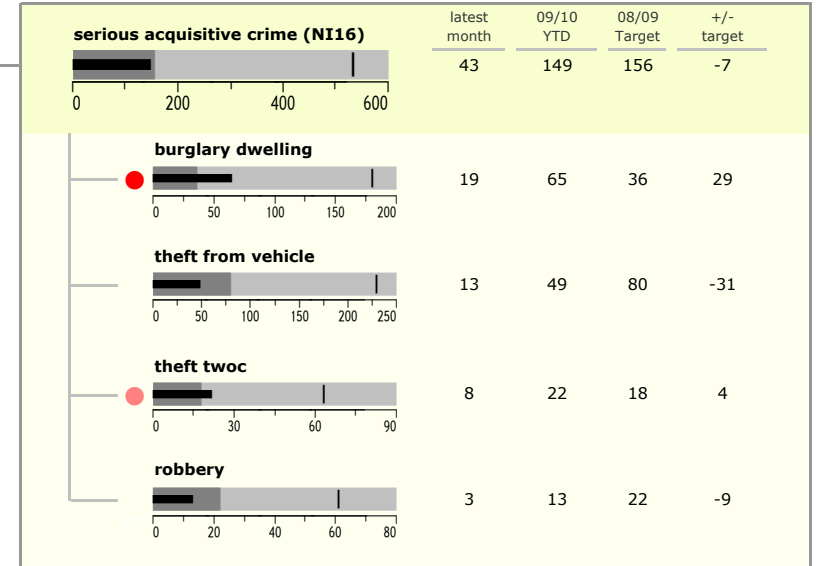 latest 09/10 08/09 +/-
serious acquisitive crime (NI16) month YTD Target target
43 149 156 -7
0 200 400 600
burglary dwelling
19 65 36 29
0 50 100 150 200
theft from vehicle
13 49 80 -31
0 50 100 150 200 250
theft twoc
8 22 18 4
0 30 60 90
robbery
3 13 22 -9
0 20 40 60 80